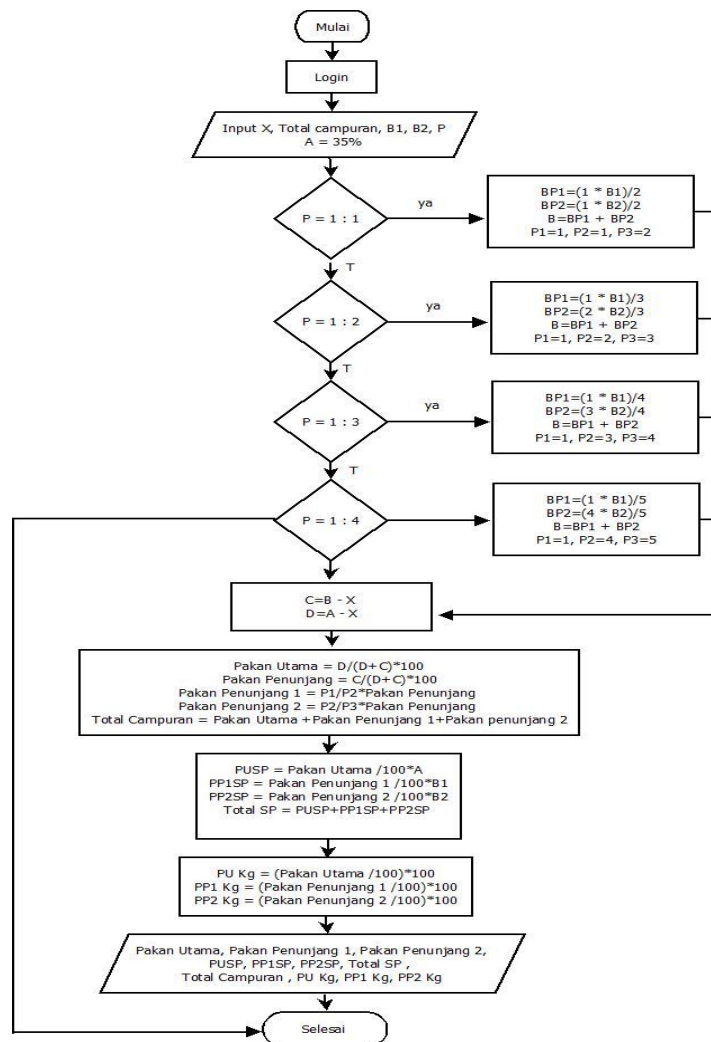 Mulai
Login
Input X, Total campuran, B1, B2, P
A = 35%
P = 1 : 1
ya
BP1=(1 * B1)/2
BP2=(1 * B2)/2
B=BP1 + BP2
P1=1, P2=1, P3=2
T
P = 1 : 2
ya
BP1=(1 * B1)/3
BP2=(2 * B2)/3
B=BP1 + BP2
P1=1, P2=2, P3=3
T
P = 1 : 3
ya
BP1=(1 * B1)/4
BP2=(3 * B2)/4
B=BP1 + BP2
P1=1, P2=3, P3=4
T
P = 1 : 4
BP1=(1 * B1)/5
BP2=(4 * B2)/5
B=BP1 + BP2
P1=1, P2=4, P3=5
C=B - X
D=A - X
Pakan Utama = D/(D+C)*100
Pakan Penunjang = C/(D+C)*100
Pakan Penunjang 1 = P1/P2*Pakan Penunjang
Pakan Penunjang 2 = P2/P3*Pakan Penunjang
Total Campuran = Pakan Utama +Pakan Penunjang 1+Pakan penunjang 2
PUSP = Pakan Utama /100*A
PP1SP = Pakan Penunjang 1 /100*B1
PP2SP = Pakan Penunjang 2 /100*B2
Total SP = PUSP+PP1SP+PP2SP
PU Kg = (Pakan Utama /100)*100
PP1 Kg = (Pakan Penunjang 1 /100)*100
PP2 Kg = (Pakan Penunjang 2 /100)*100
Pakan Utama, Pakan Penunjang 1, Pakan Penunjang 2,
PUSP, PP1SP, PP2SP, Total SP ,
Total Campuran , PU Kg, PP1 Kg, PP2 Kg
Selesai